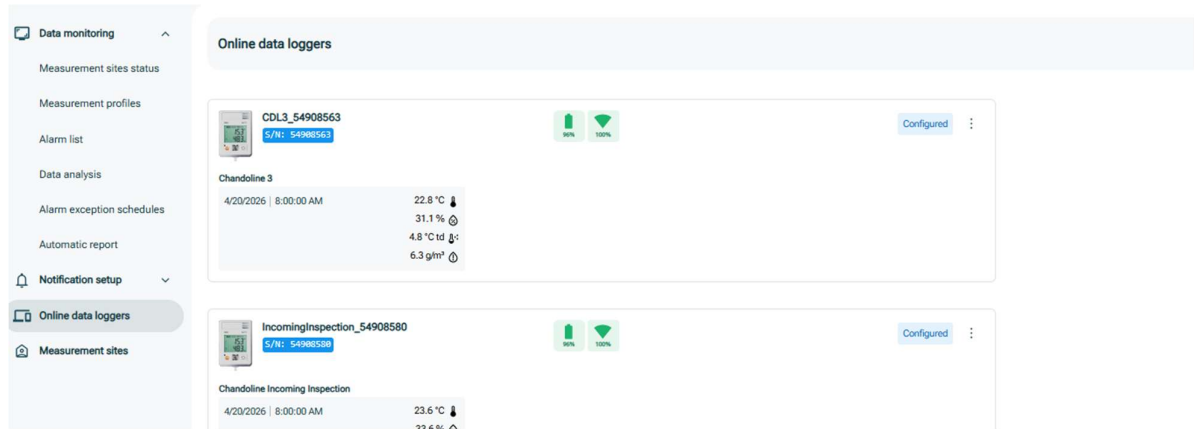 Data monitoring
Measurement sites status
Measurement profiles
Alarm list
Data analysis
Alarm exception schedules
Automatic report
Notification setup
Online data loggers
Measurement sites
Online data loggers
CDL3_54908563
S/N: 54908563
96%
100%
Configured
Chandoline 3
4/20/2026 | 8:00:00 AM
22.8 °C
31.1 %
4.8 °C td
6.3 g/m³
IncomingInspection_54908580
S/N: 54908580
96%
100%
Configured
Chandoline Incoming Inspection
4/20/2026 | 8:00:00 AM
23.6 °C
33.6 %